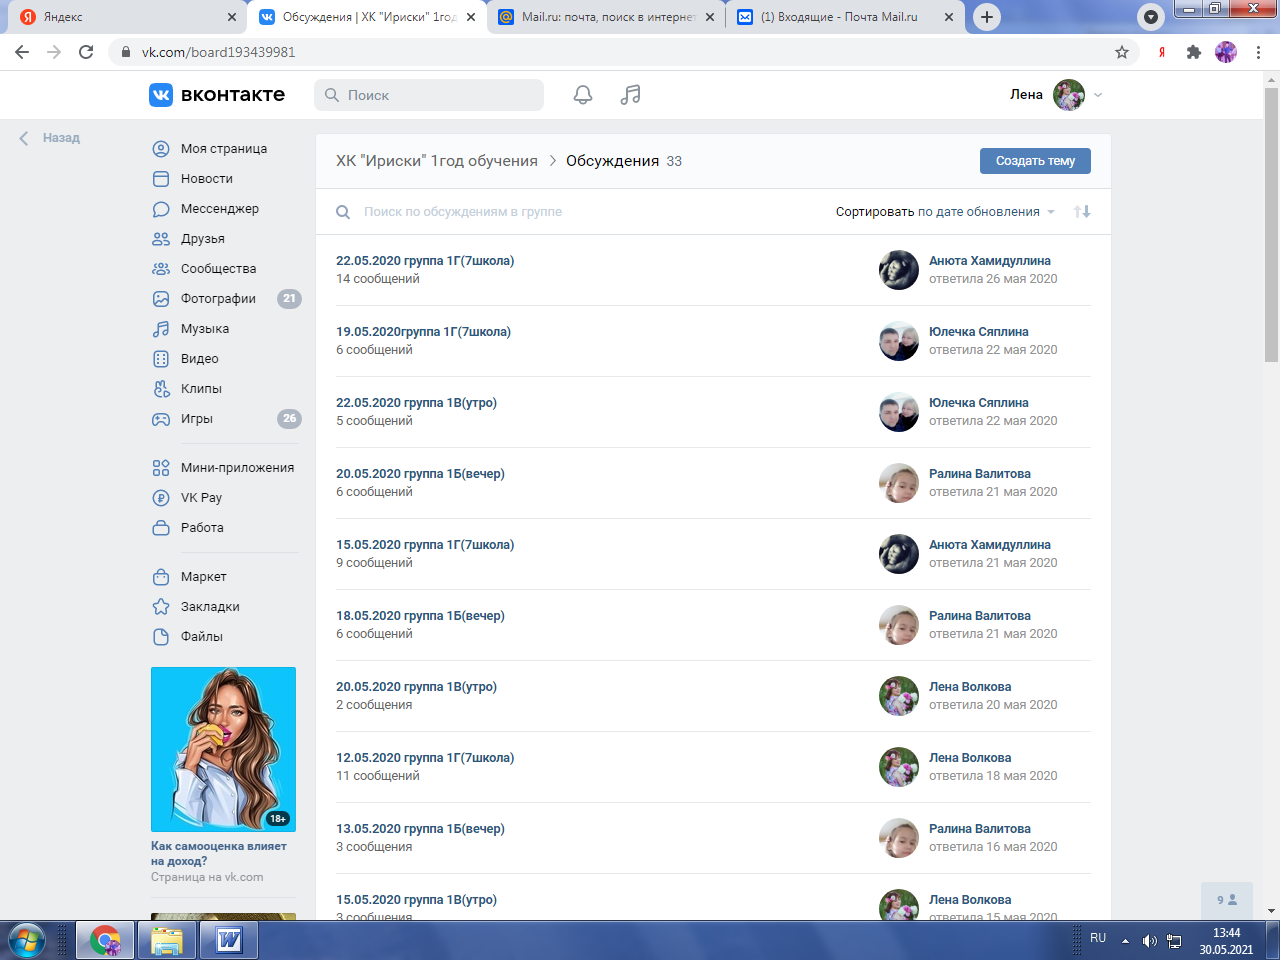 Яндекс
Обсуждения | ХК "Ириски" 1год
Mail.ru: почта, поиск в интернет
(1) Входящие - Почта Mail.ru
vk.com/board193439981
Я
вконтакте
Поиск
Лена
Назад
Моя страница
Новости
Мессенджер
Друзья
Сообщества
Фотографии 21
Музыка
Видео
Клипы
Игры 26
Мини-приложения
VK Pay
Работа
Маркет
Закладки
Файлы
18+
Как самооценка влияет
на доход?
Страница на vk.com
ХК "Ириски" 1год обучения
Обсуждения 33
Создать тему
Поиск по обсуждениям в группе
Сортировать по дате обновления
22.05.2020 группа 1Г(7школа)
14 сообщений
Анюта Хамидуллина
ответила 26 мая 2020
19.05.2020группа 1Г(7школа)
6 сообщений
Юлечка Сяплина
ответила 22 мая 2020
22.05.2020 группа 1В(утро)
5 сообщений
Юлечка Сяплина
ответила 22 мая 2020
20.05.2020 группа 1Б(вечер)
6 сообщений
Ралина Валитова
ответила 21 мая 2020
15.05.2020 группа 1Г(7школа)
9 сообщений
Анюта Хамидуллина
ответила 21 мая 2020
18.05.2020 группа 1Б(вечер)
6 сообщений
Ралина Валитова
ответила 21 мая 2020
20.05.2020 группа 1В(утро)
2 сообщения
Лена Волкова
ответила 20 мая 2020
12.05.2020 группа 1Г(7школа)
11 сообщений
Лена Волкова
ответила 18 мая 2020
13.05.2020 группа 1Б(вечер)
3 сообщения
Ралина Валитова
ответила 16 мая 2020
15.05.2020 группа 1В(утро)
3 сообщения
Лена Волкова
ответила 15 мая 2020
9
RU
13:44
30.05.2021